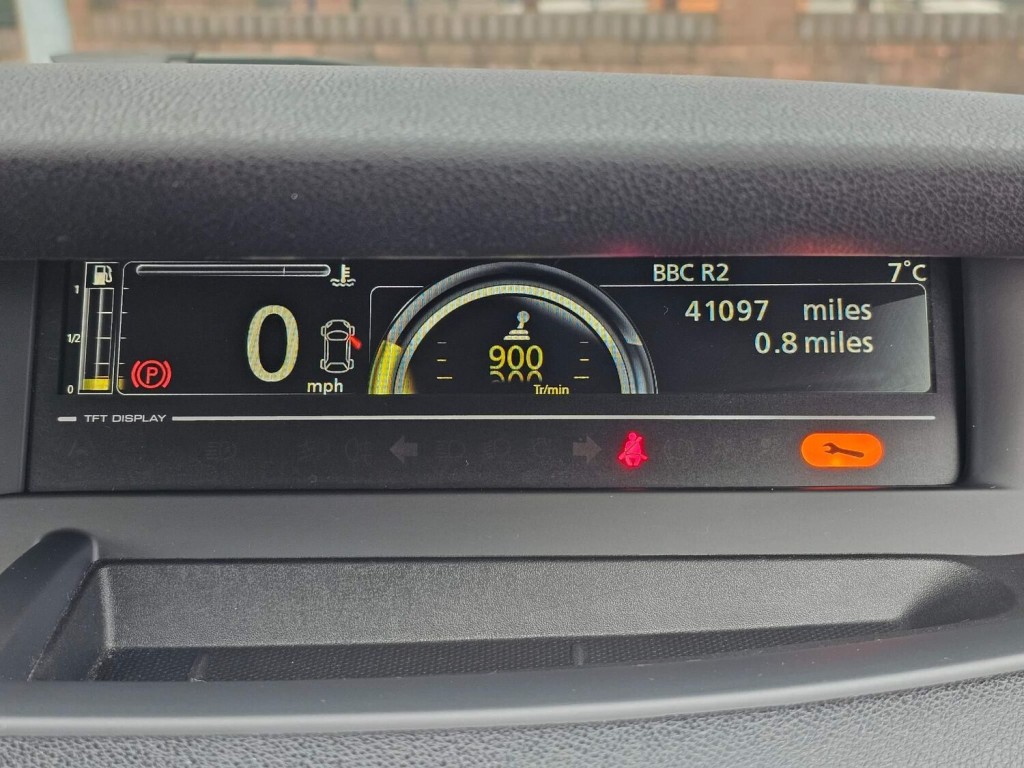 BBC R2 7°C
1
41097 miles
0
1/2
0.8 miles
900
(P)
mph
0
Tr/min
TFT DISPLAY